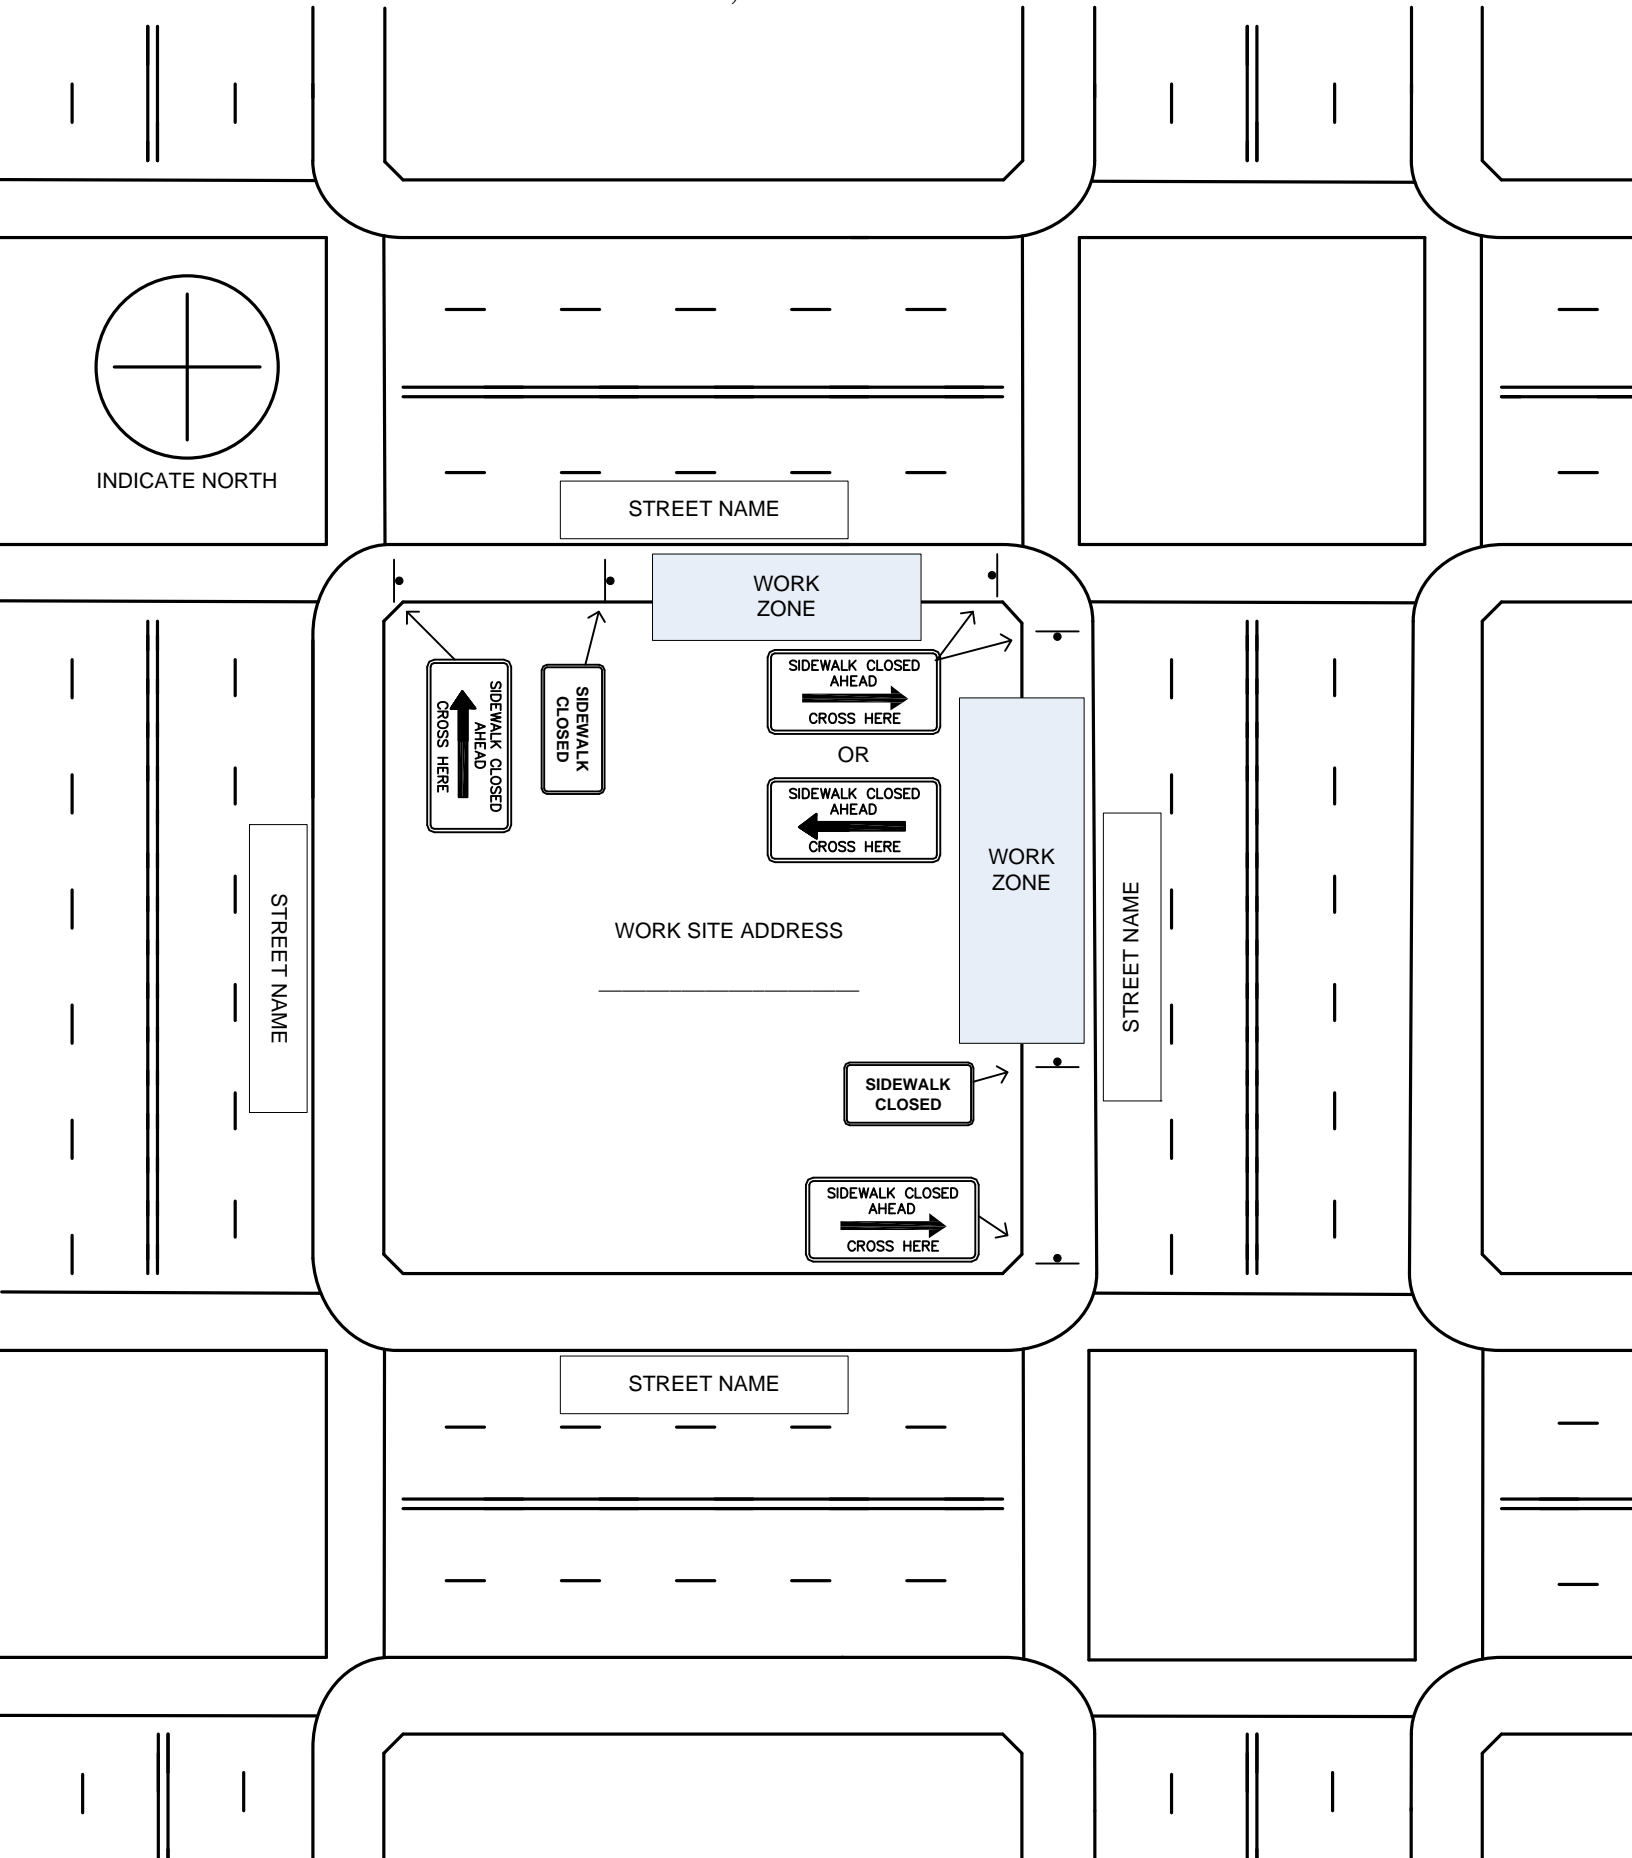 INDICATE NORTH
STREET NAME
WORK
ZONE
SIDEWALK CLOSED
AHEAD
CROSS HERE
SIDEWALK
CLOSED
SIDEWALK CLOSED
AHEAD
CROSS HERE
OR
SIDEWALK CLOSED
AHEAD
CROSS HERE
WORK
ZONE
STREET NAME
STREET NAME
WORK SITE ADDRESS
SIDEWALK
CLOSED
SIDEWALK CLOSED
AHEAD
CROSS HERE
STREET NAME